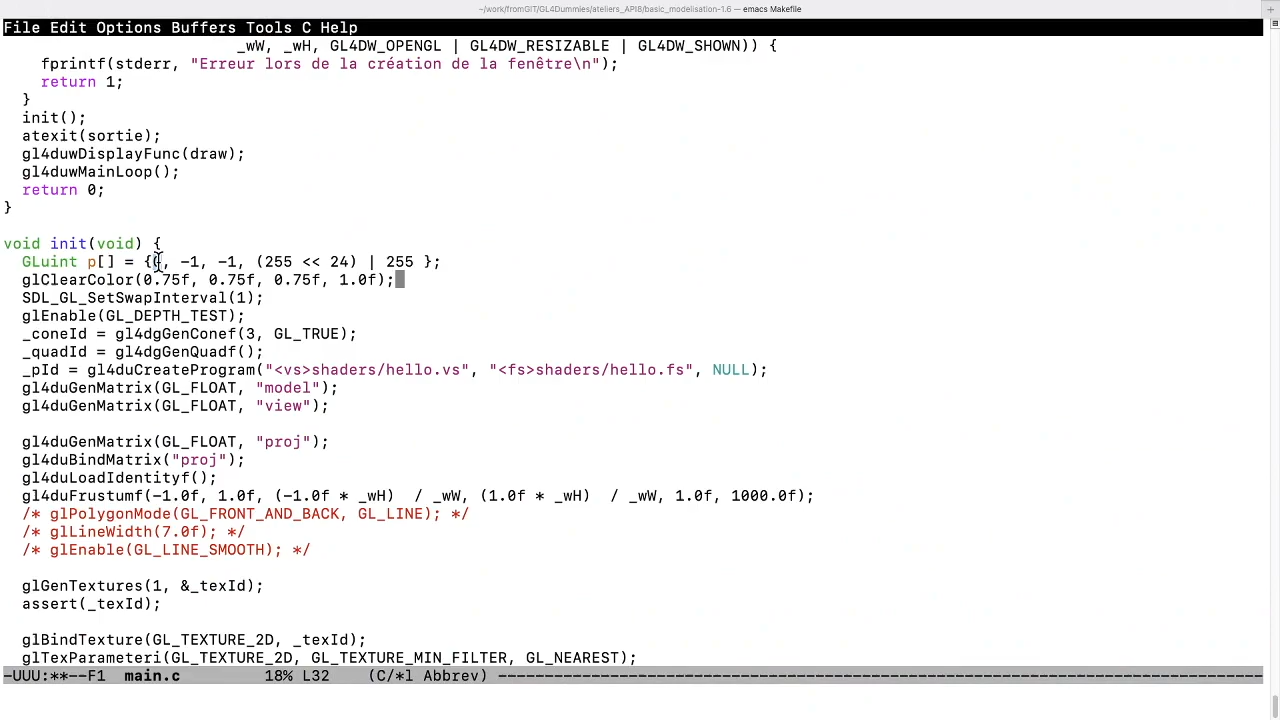 ~/work/fromGIT/GL4Dummies/ateliers_API8/basic_modelisation-1.6 — emacs Makefile
File Edit Options Buffers Tools C Help
_wW, _wH, GL4DW_OPENGL | GL4DW_RESIZABLE | GL4DW_SHOWN)) {
fprintf(stderr, "Erreur lors de la création de la fenêtre\n");
return 1;
}
init();
atexit(sortie);
gl4duwDisplayFunc(draw);
gl4duwMainLoop();
return 0;
}
void init(void) {
GLuint p[] = { , -1, -1, (255 << 24) | 255 };
glClearColor(0.75f, 0.75f, 0.75f, 1.0f);
SDL_GL_SetSwapInterval(1);
glEnable(GL_DEPTH_TEST);
_coneId = gl4dgGenConef(3, GL_TRUE);
_quadId = gl4dgGenQuadf();
_pId = gl4duCreateProgram("<vs>shaders/hello.vs", "<fs>shaders/hello.fs", NULL);
gl4duGenMatrix(GL_FLOAT, "model");
gl4duGenMatrix(GL_FLOAT, "view");
gl4duGenMatrix(GL_FLOAT, "proj");
gl4duBindMatrix("proj");
gl4duLoadIdentityf();
gl4duFrustumf(-1.0f, 1.0f, (-1.0f * _wH)  / _wW, (1.0f * _wH)  / _wW, 1.0f, 1000.0f);
/* glPolygonMode(GL_FRONT_AND_BACK, GL_LINE); */
/* glLineWidth(7.0f); */
/* glEnable(GL_LINE_SMOOTH); */
glGenTextures(1, &_texId);
assert(_texId);
glBindTexture(GL_TEXTURE_2D, _texId);
glTexParameteri(GL_TEXTURE_2D, GL_TEXTURE_MIN_FILTER, GL_NEAREST);
-UUU:**--F1  main.c         18% L32    (C/*l Abbrev) ------------------------------------------------------------------------------------